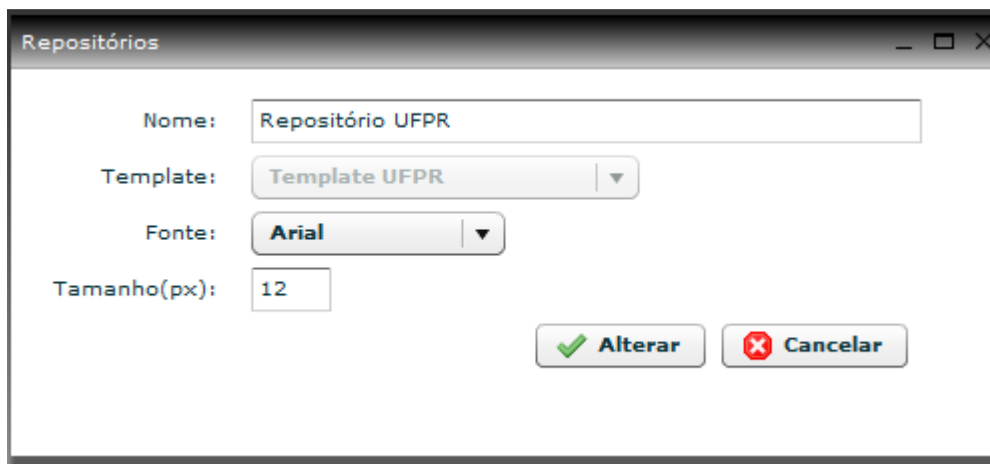 Repositórios
Nome: Repositório UFPR
Template: Template UFPR
Fonte: Arial
Tamanho(px): 12
Alterar Cancelar